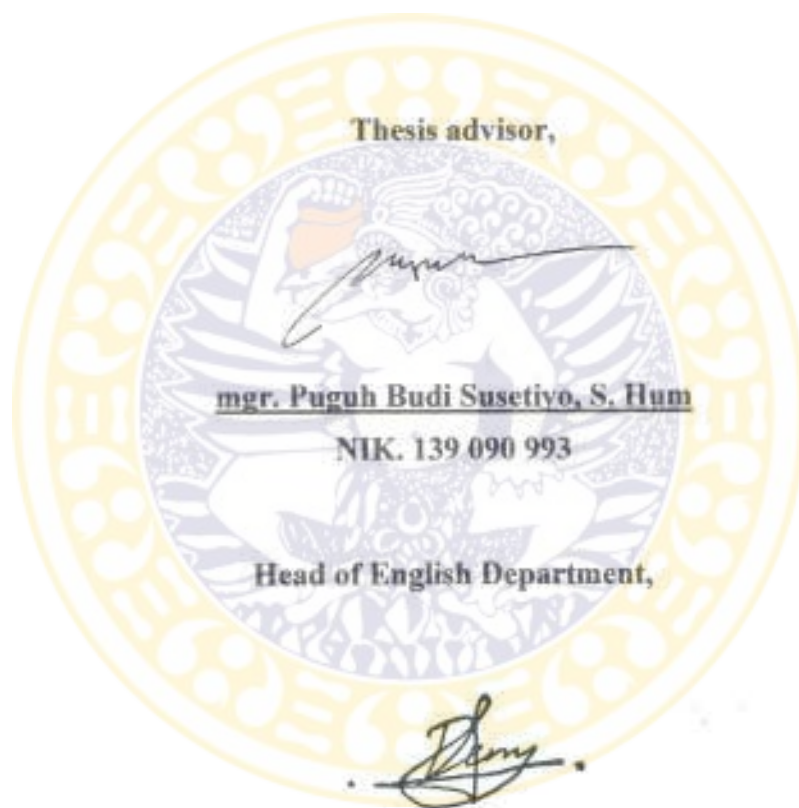 Thesis advisor,
mgr. Puguh Budi Susetiyo, S. Hum
NIK. 139 090 993
Head of English Department,